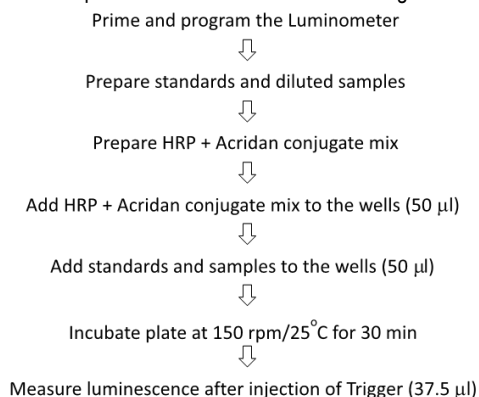 Prime and program the Luminometer
Prepare standards and diluted samples
Prepare HRP + Acridan conjugate mix
Add HRP + Acridan conjugate mix to the wells (50 µl)
Add standards and samples to the wells (50 µl)
Incubate plate at 150 rpm/25°C for 30 min
Measure luminescence after injection of Trigger (37.5 µl)